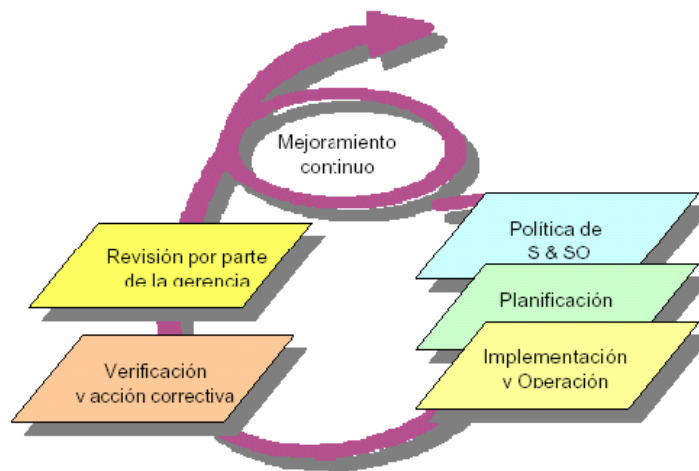 Mejoramiento
continuo
Política de
S & SO
Revisión por parte
de la gerencia
Planificación
Implementación
y Operación
Verificación
y acción correctiva